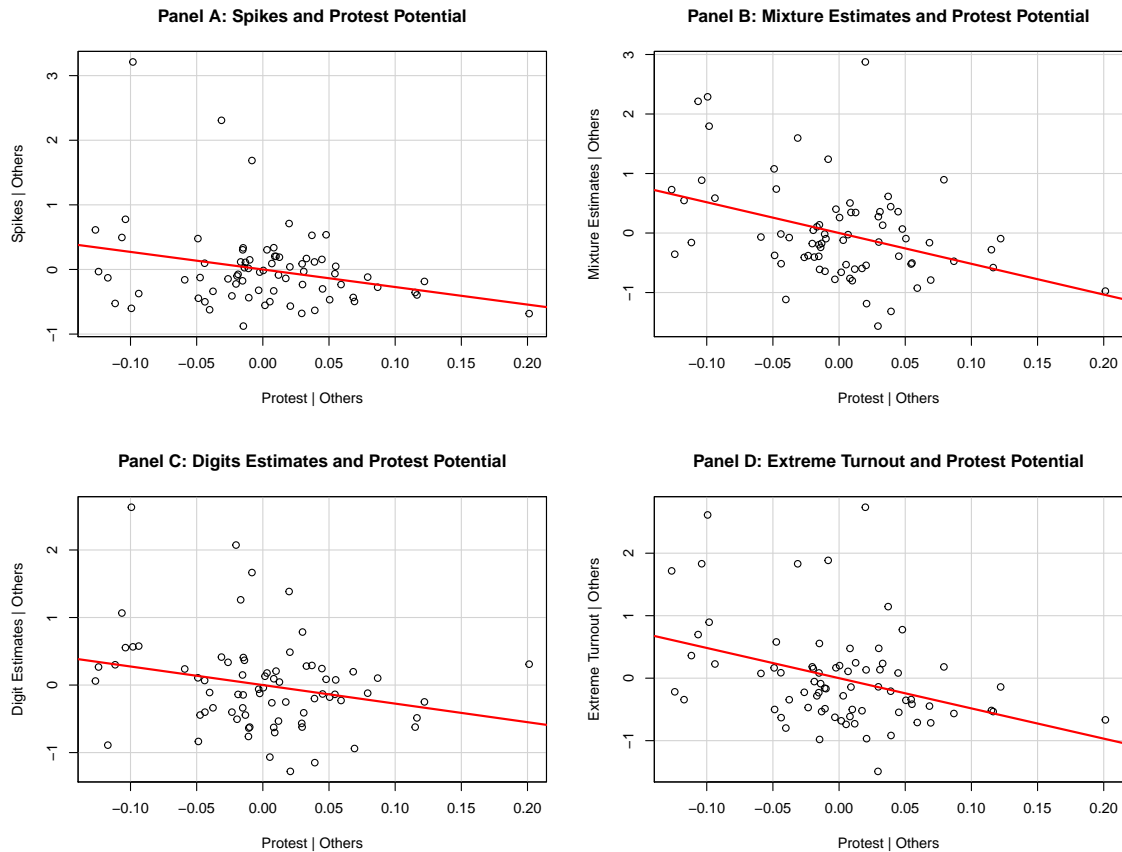 Panel A: Spikes and Protest Potential
Spikes | Others
3
2
1
0
−1
−0.10 −0.05 0.00 0.05 0.10 0.15 0.20
Protest | Others
Panel B: Mixture Estimates and Protest Potential
Mixture Estimates | Others
3
2
1
0
−1
−0.10 −0.05 0.00 0.05 0.10 0.15 0.20
Protest | Others
Panel C: Digits Estimates and Protest Potential
Digit Estimates | Others
2
1
0
−1
−0.10 −0.05 0.00 0.05 0.10 0.15 0.20
Protest | Others
Panel D: Extreme Turnout and Protest Potential
Extreme Turnout | Others
2
1
0
−1
−0.10 −0.05 0.00 0.05 0.10 0.15 0.20
Protest | Others